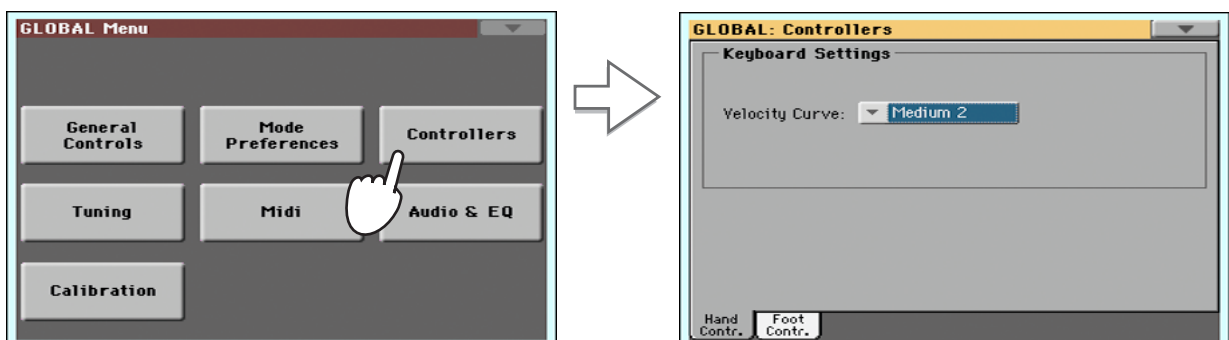 GLOBAL Menu
General
Controls
Mode
Preferences
Controllers
Tuning
Midi
Audio & EQ
Calibration
GLOBAL: Controllers
Keyboard Settings
Velocity Curve: Medium 2
Hand
Contr.
Foot
Contr.